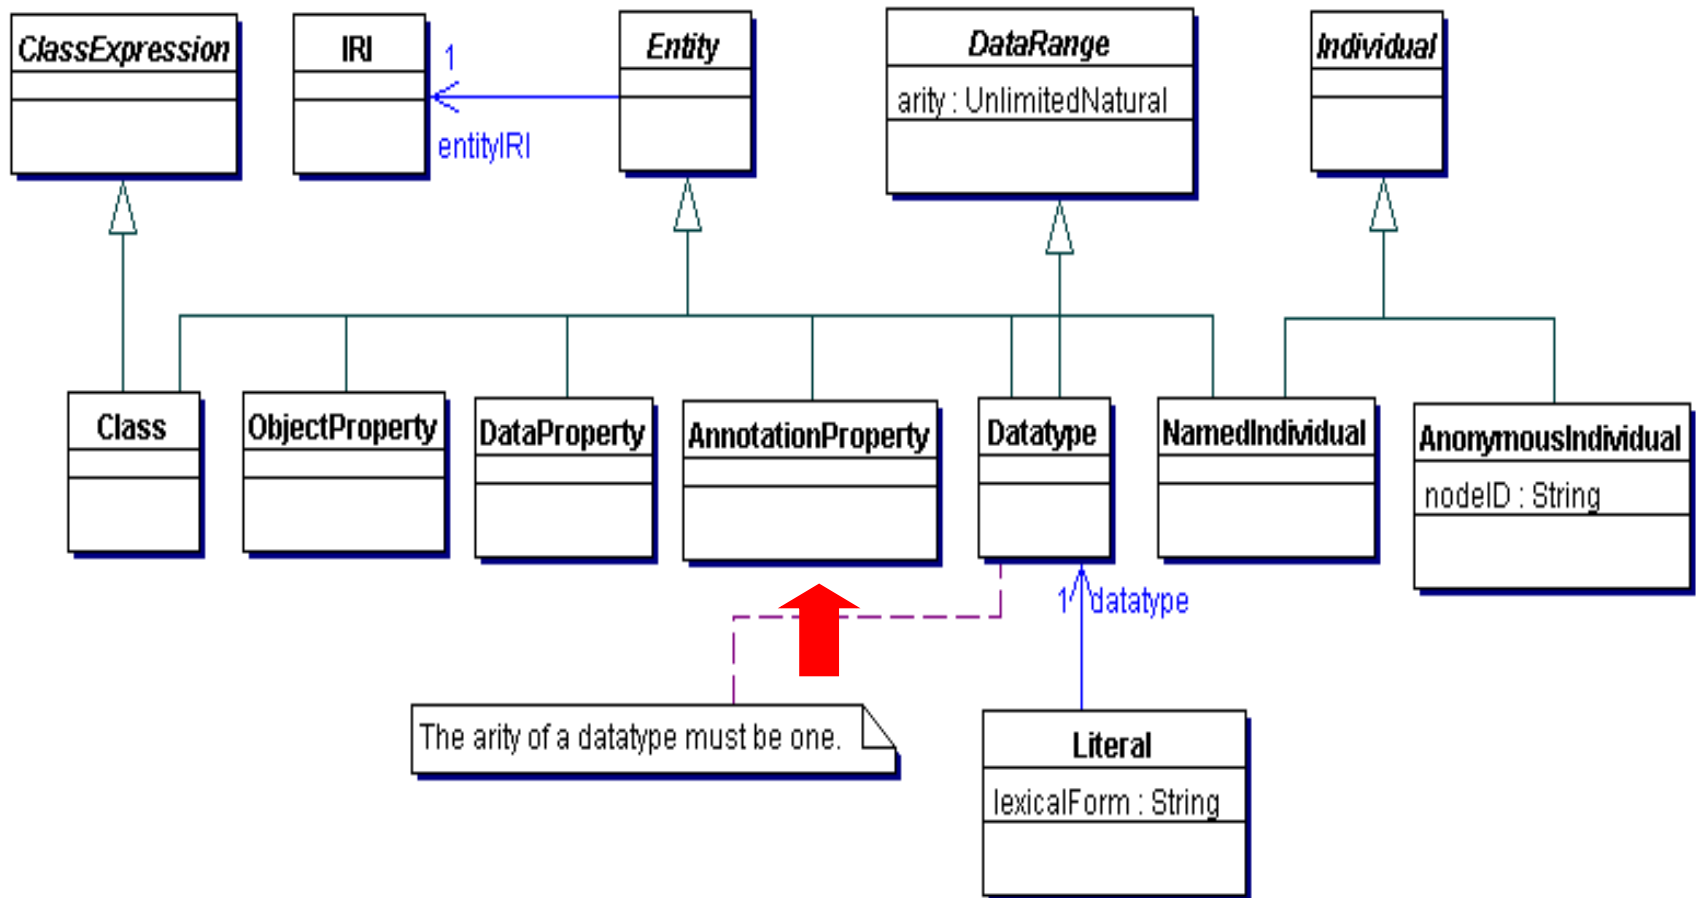 ClassExpression
IRI
Entity
DataRange
Individual
arity : UnlimitedNatural
1
entityIRI
Class
ObjectProperty
DataProperty
AnnotationProperty
Datatype
NamedIndividual
AnonymousIndividual
nodeID : String
1 datatype
The arity of a datatype must be one.
Literal
lexicalForm : String